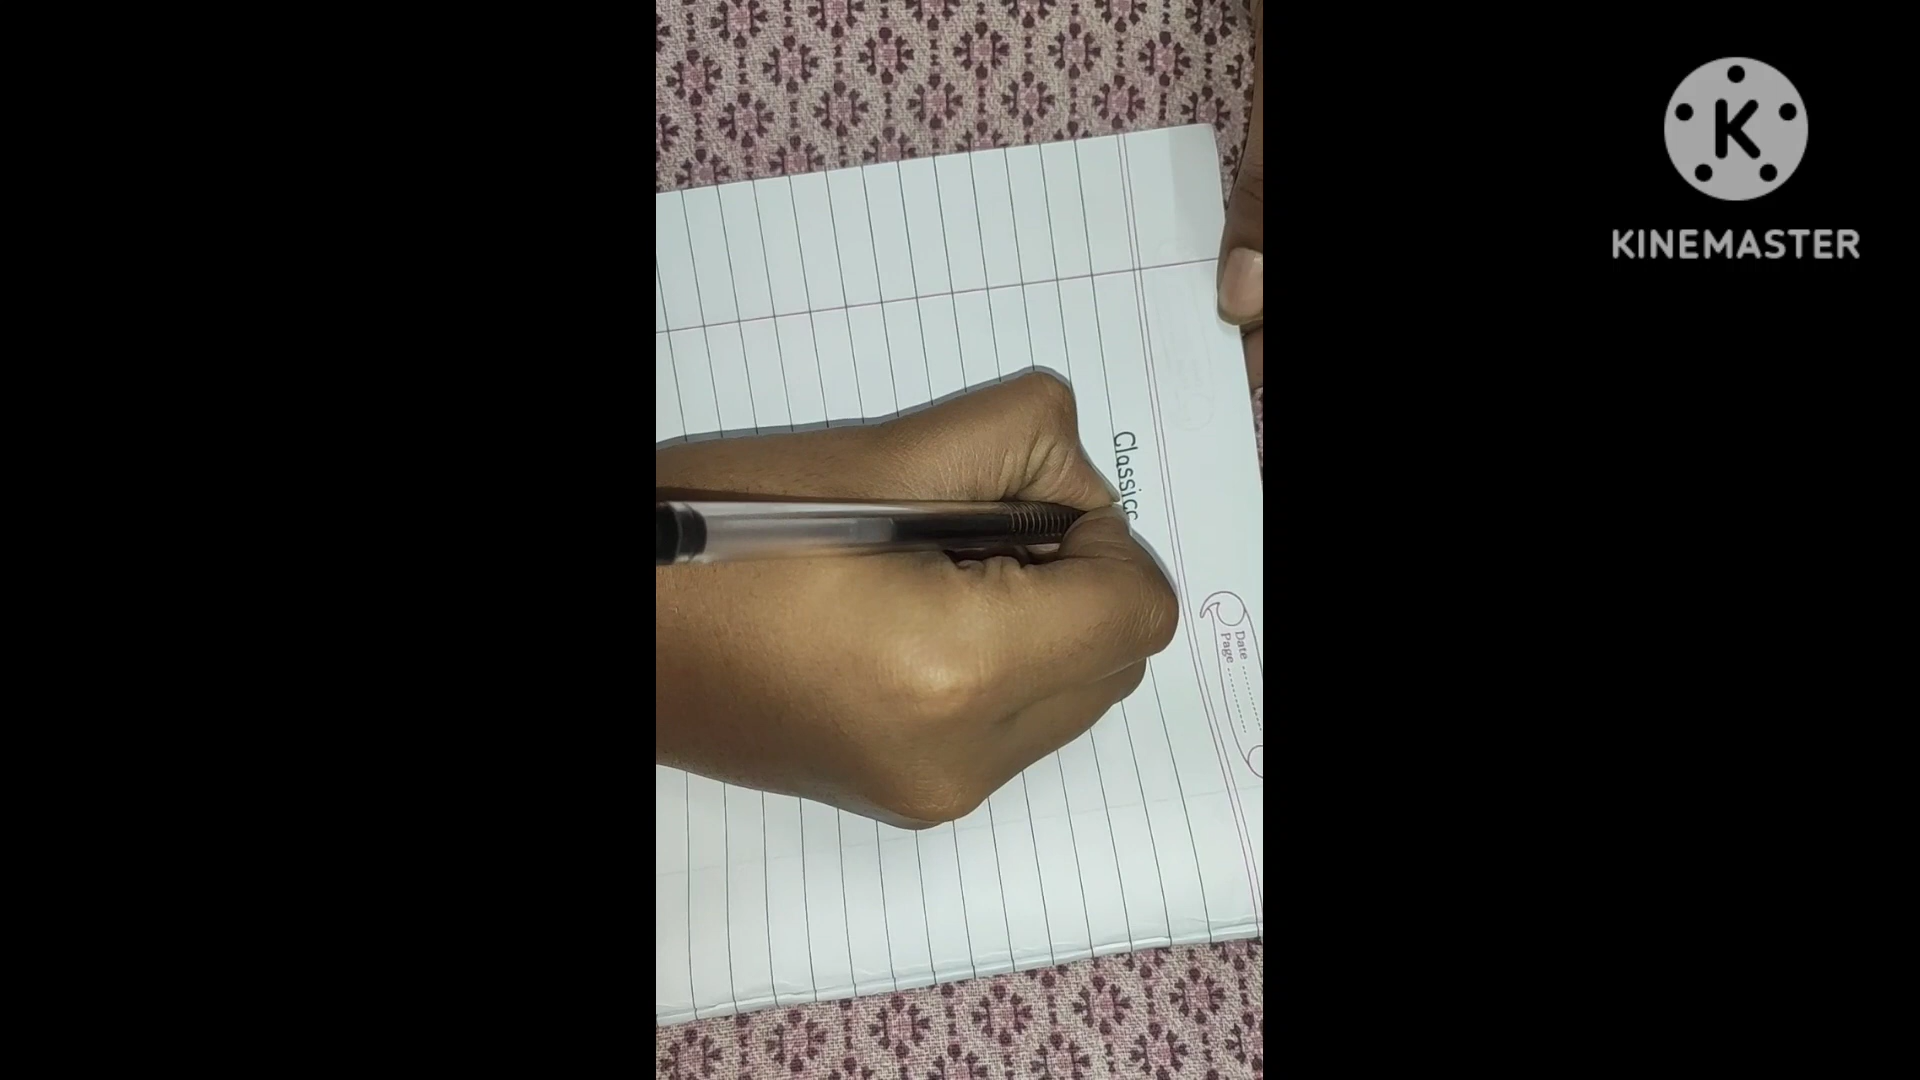 Classic
Date ............
Page ............
K
KINEMASTER